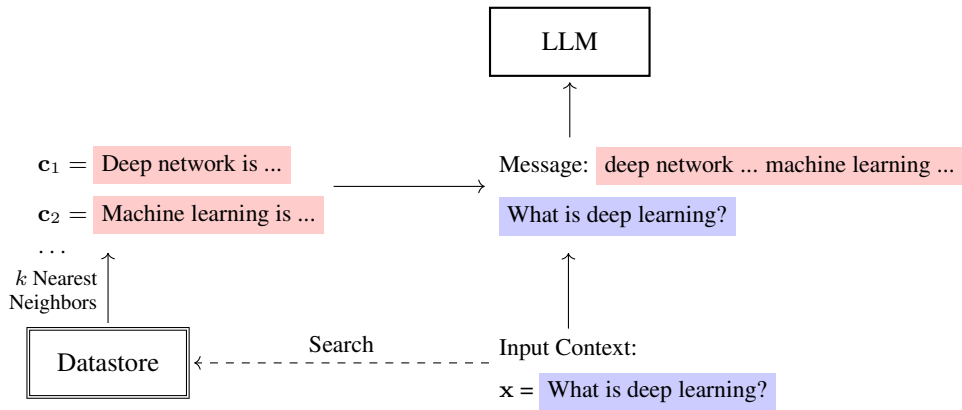 LLM
c₁ = Deep network is ...
c₂ = Machine learning is ...
...
k Nearest
Neighbors
Datastore
Search
Message: deep network ... machine learning ...
What is deep learning?
Input Context:
x = What is deep learning?